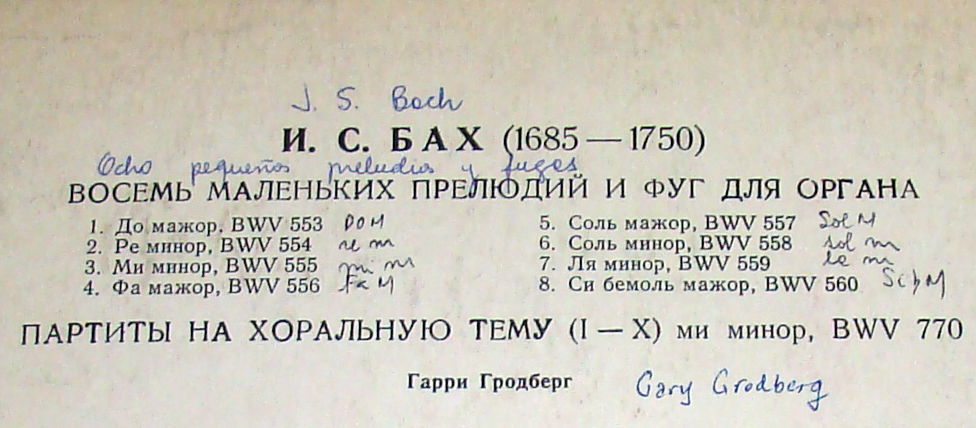 J. S. Bach
И. С. БАХ (1685 — 1750)
Ocho pequeños preludios y fugas
ВОСЕМЬ МАЛЕНЬКИХ ПРЕЛЮДИЙ И ФУГ ДЛЯ ОРГАНА
1. До мажор, BWV 553 DO M
2. Ре минор, BWV 554 re m
3. Ми минор, BWV 555 mi m
4. Фа мажор, BWV 556 Fa M
5. Соль мажор, BWV 557 Sol M
6. Соль минор, BWV 558 sol m
7. Ля минор, BWV 559 la m
8. Си бемоль мажор, BWV 560 Si b M
ПАРТИТЫ НА ХОРАЛЬНУЮ ТЕМУ (I — X) ми минор, BWV 770
Гарри Гродберг Gary Grodberg